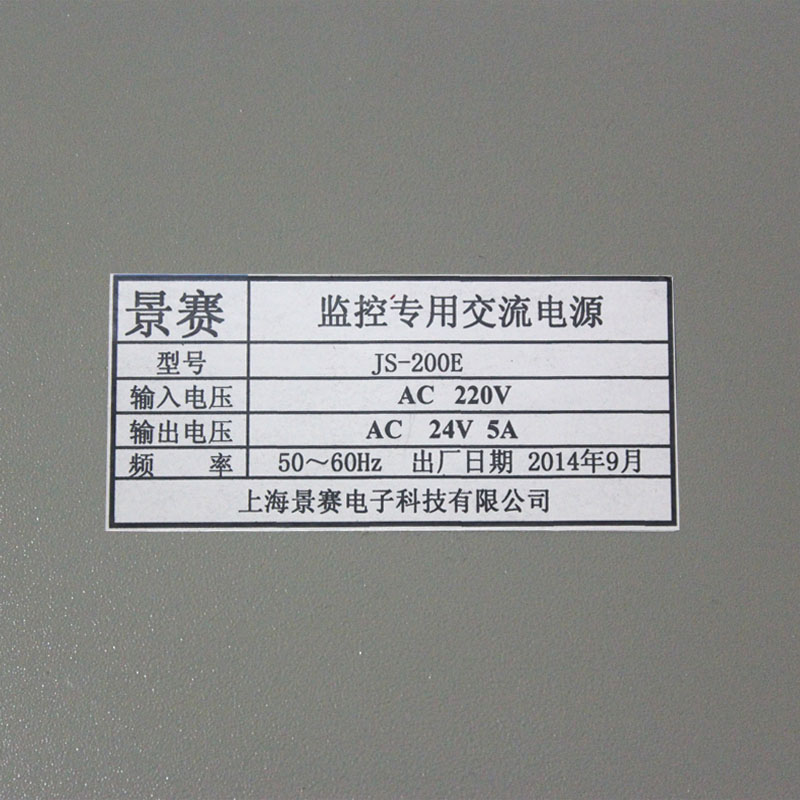 景赛 监控专用交流电源
型号 JS-200E
输入电压 AC 220V
输出电压 AC 24V 5A
频 率 50～60Hz 出厂日期 2014年9月
上海景赛电子科技有限公司